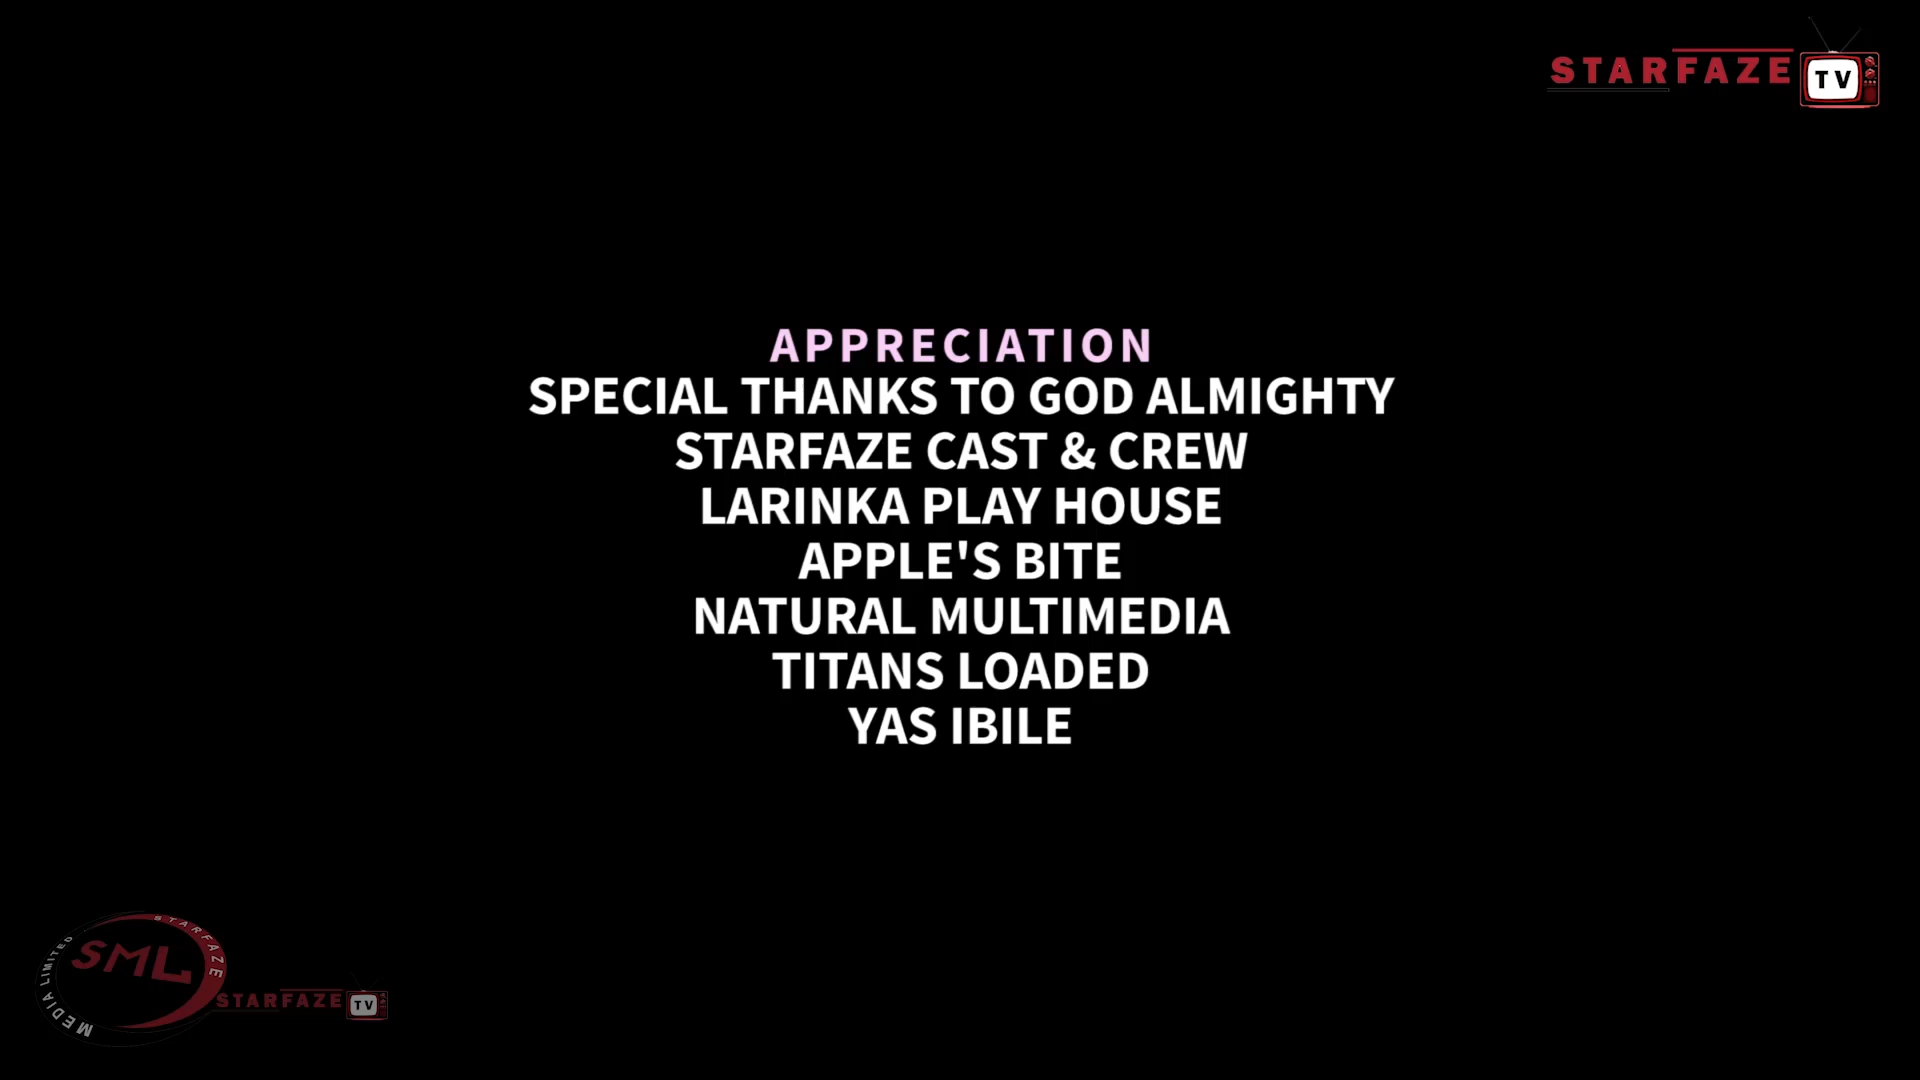 STARFAZE TV
APPRECIATION
SPECIAL THANKS TO GOD ALMIGHTY
STARFAZE CAST & CREW
LARINKA PLAY HOUSE
APPLE'S BITE
NATURAL MULTIMEDIA
TITANS LOADED
YAS IBILE
SML
STARFAZE
MEDIA LIMITED
STARFAZE TV